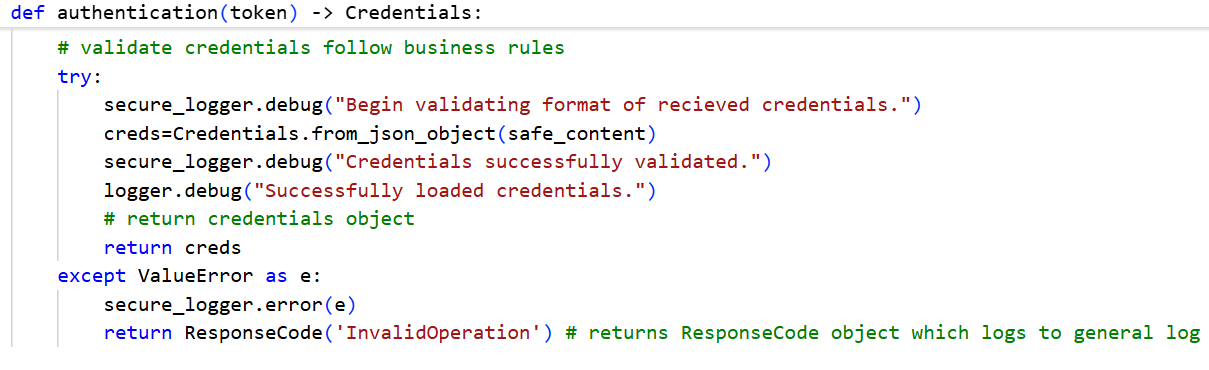 def authentication(token) -> Credentials:
# validate credentials follow business rules
try:
secure_logger.debug("Begin validating format of recieved credentials.")
creds=Credentials.from_json_object(safe_content)
secure_logger.debug("Credentials successfully validated.")
logger.debug("Successfully loaded credentials.")
# return credentials object
return creds
except ValueError as e:
secure_logger.error(e)
return ResponseCode('InvalidOperation') # returns ResponseCode object which logs to general log